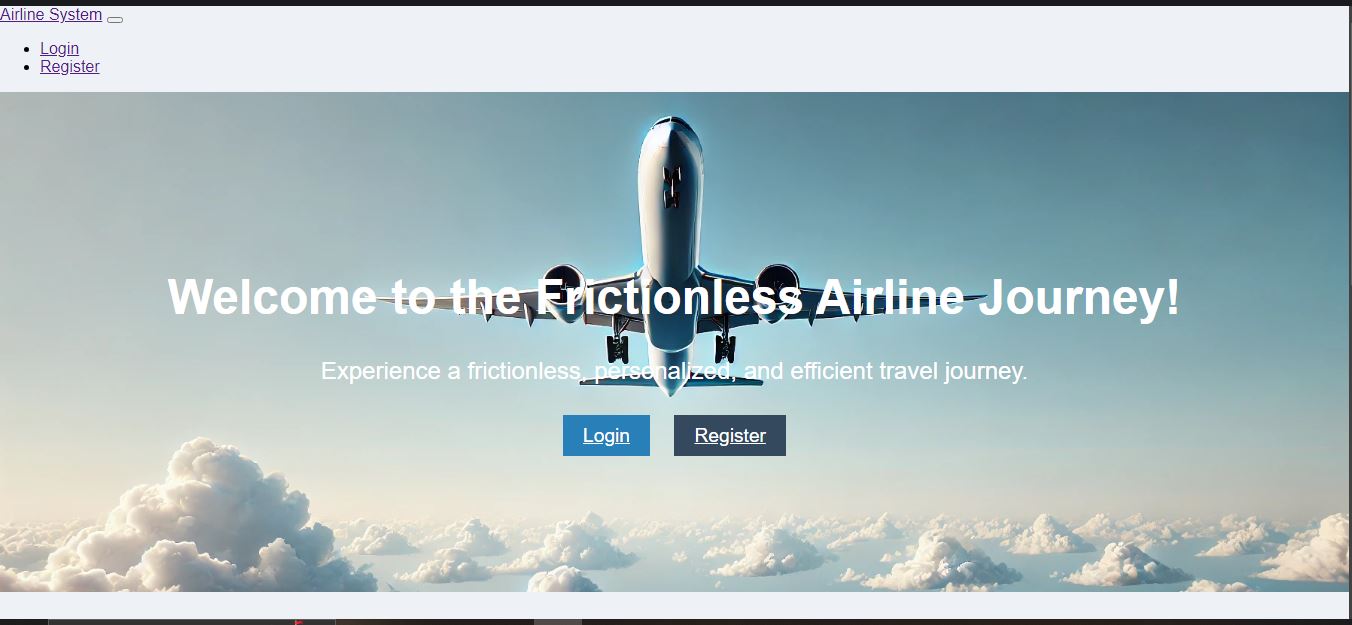 Airline System
Login
Register
Welcome to the Frictionless Airline Journey!
Experience a frictionless, personalized, and efficient travel journey.
Login Register